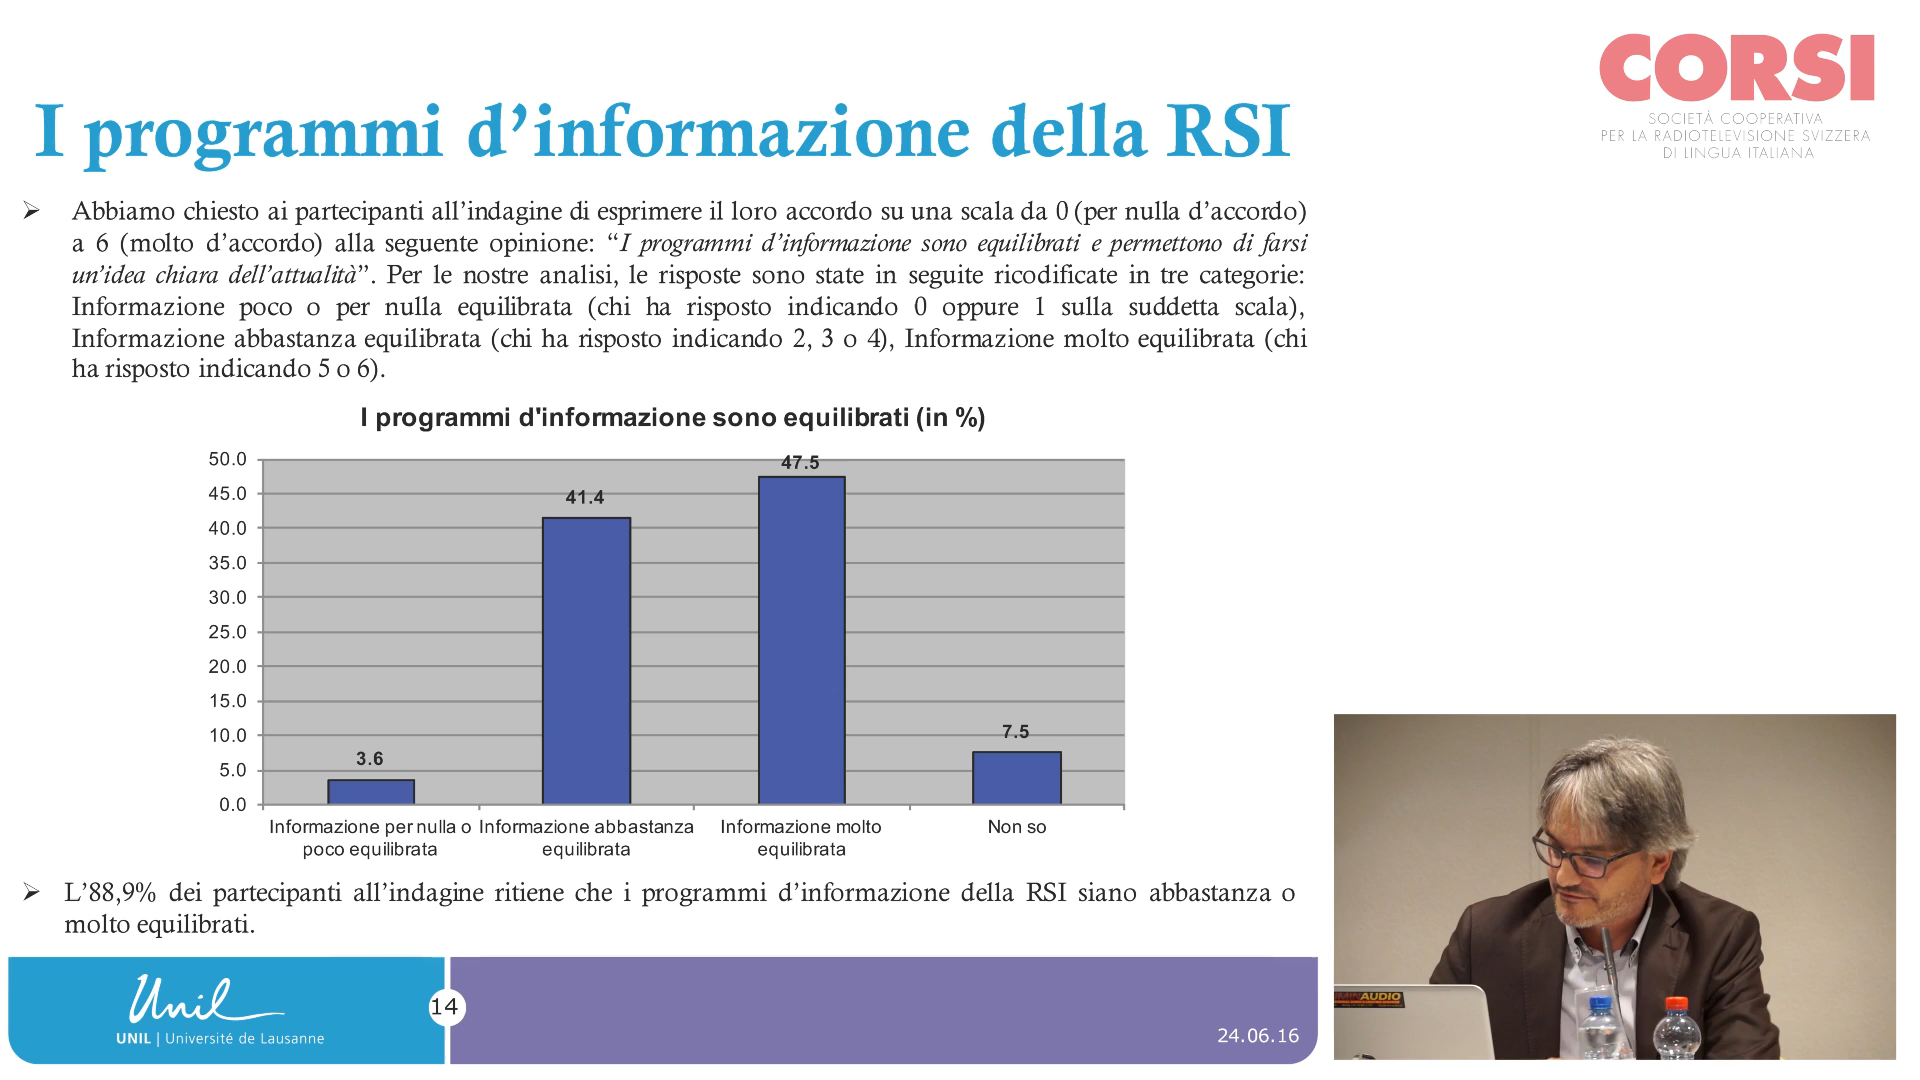 CORSI
SOCIETÀ COOPERATIVA
PER LA RADIOTELEVISIONE SVIZZERA
DI LINGUA ITALIANA
I programmi d’informazione della RSI
➢ Abbiamo chiesto ai partecipanti all’indagine di esprimere il loro accordo su una scala da 0 (per nulla d’accordo)
a 6 (molto d’accordo) alla seguente opinione: “I programmi d’informazione sono equilibrati e permettono di farsi
un’idea chiara dell’attualità”. Per le nostre analisi, le risposte sono state in seguite ricodificate in tre categorie:
Informazione poco o per nulla equilibrata (chi ha risposto indicando 0 oppure 1 sulla suddetta scala),
Informazione abbastanza equilibrata (chi ha risposto indicando 2, 3 o 4), Informazione molto equilibrata (chi
ha risposto indicando 5 o 6).
I programmi d'informazione sono equilibrati (in %)
50.0
45.0
40.0
35.0
30.0
25.0
20.0
15.0
10.0
5.0
0.0
3.6
41.4
47.5
7.5
Informazione per nulla o
poco equilibrata
Informazione abbastanza
equilibrata
Informazione molto
equilibrata
Non so
➢ L’88,9% dei partecipanti all’indagine ritiene che i programmi d’informazione della RSI siano abbastanza o
molto equilibrati.
Unil
UNIL | Université de Lausanne
14
24.06.16
AUDIO